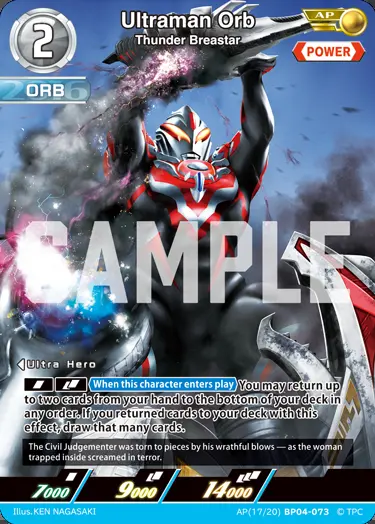 2
Ultraman Orb
Thunder Breastar
AP
POWER
ORB
SAMPLE
Ultra Hero
When this character enters play You may return up
to two cards from your hand to the bottom of your deck in
any order. If you returned cards to your deck with this
effect, draw that many cards.
The Civil Judgementer was torn to pieces by his wrathful blows — as the woman
trapped inside screamed in terror.
7000 9000 14000
Illus.KEN NAGASAKI AP(17/20) BP04-073 © TPC